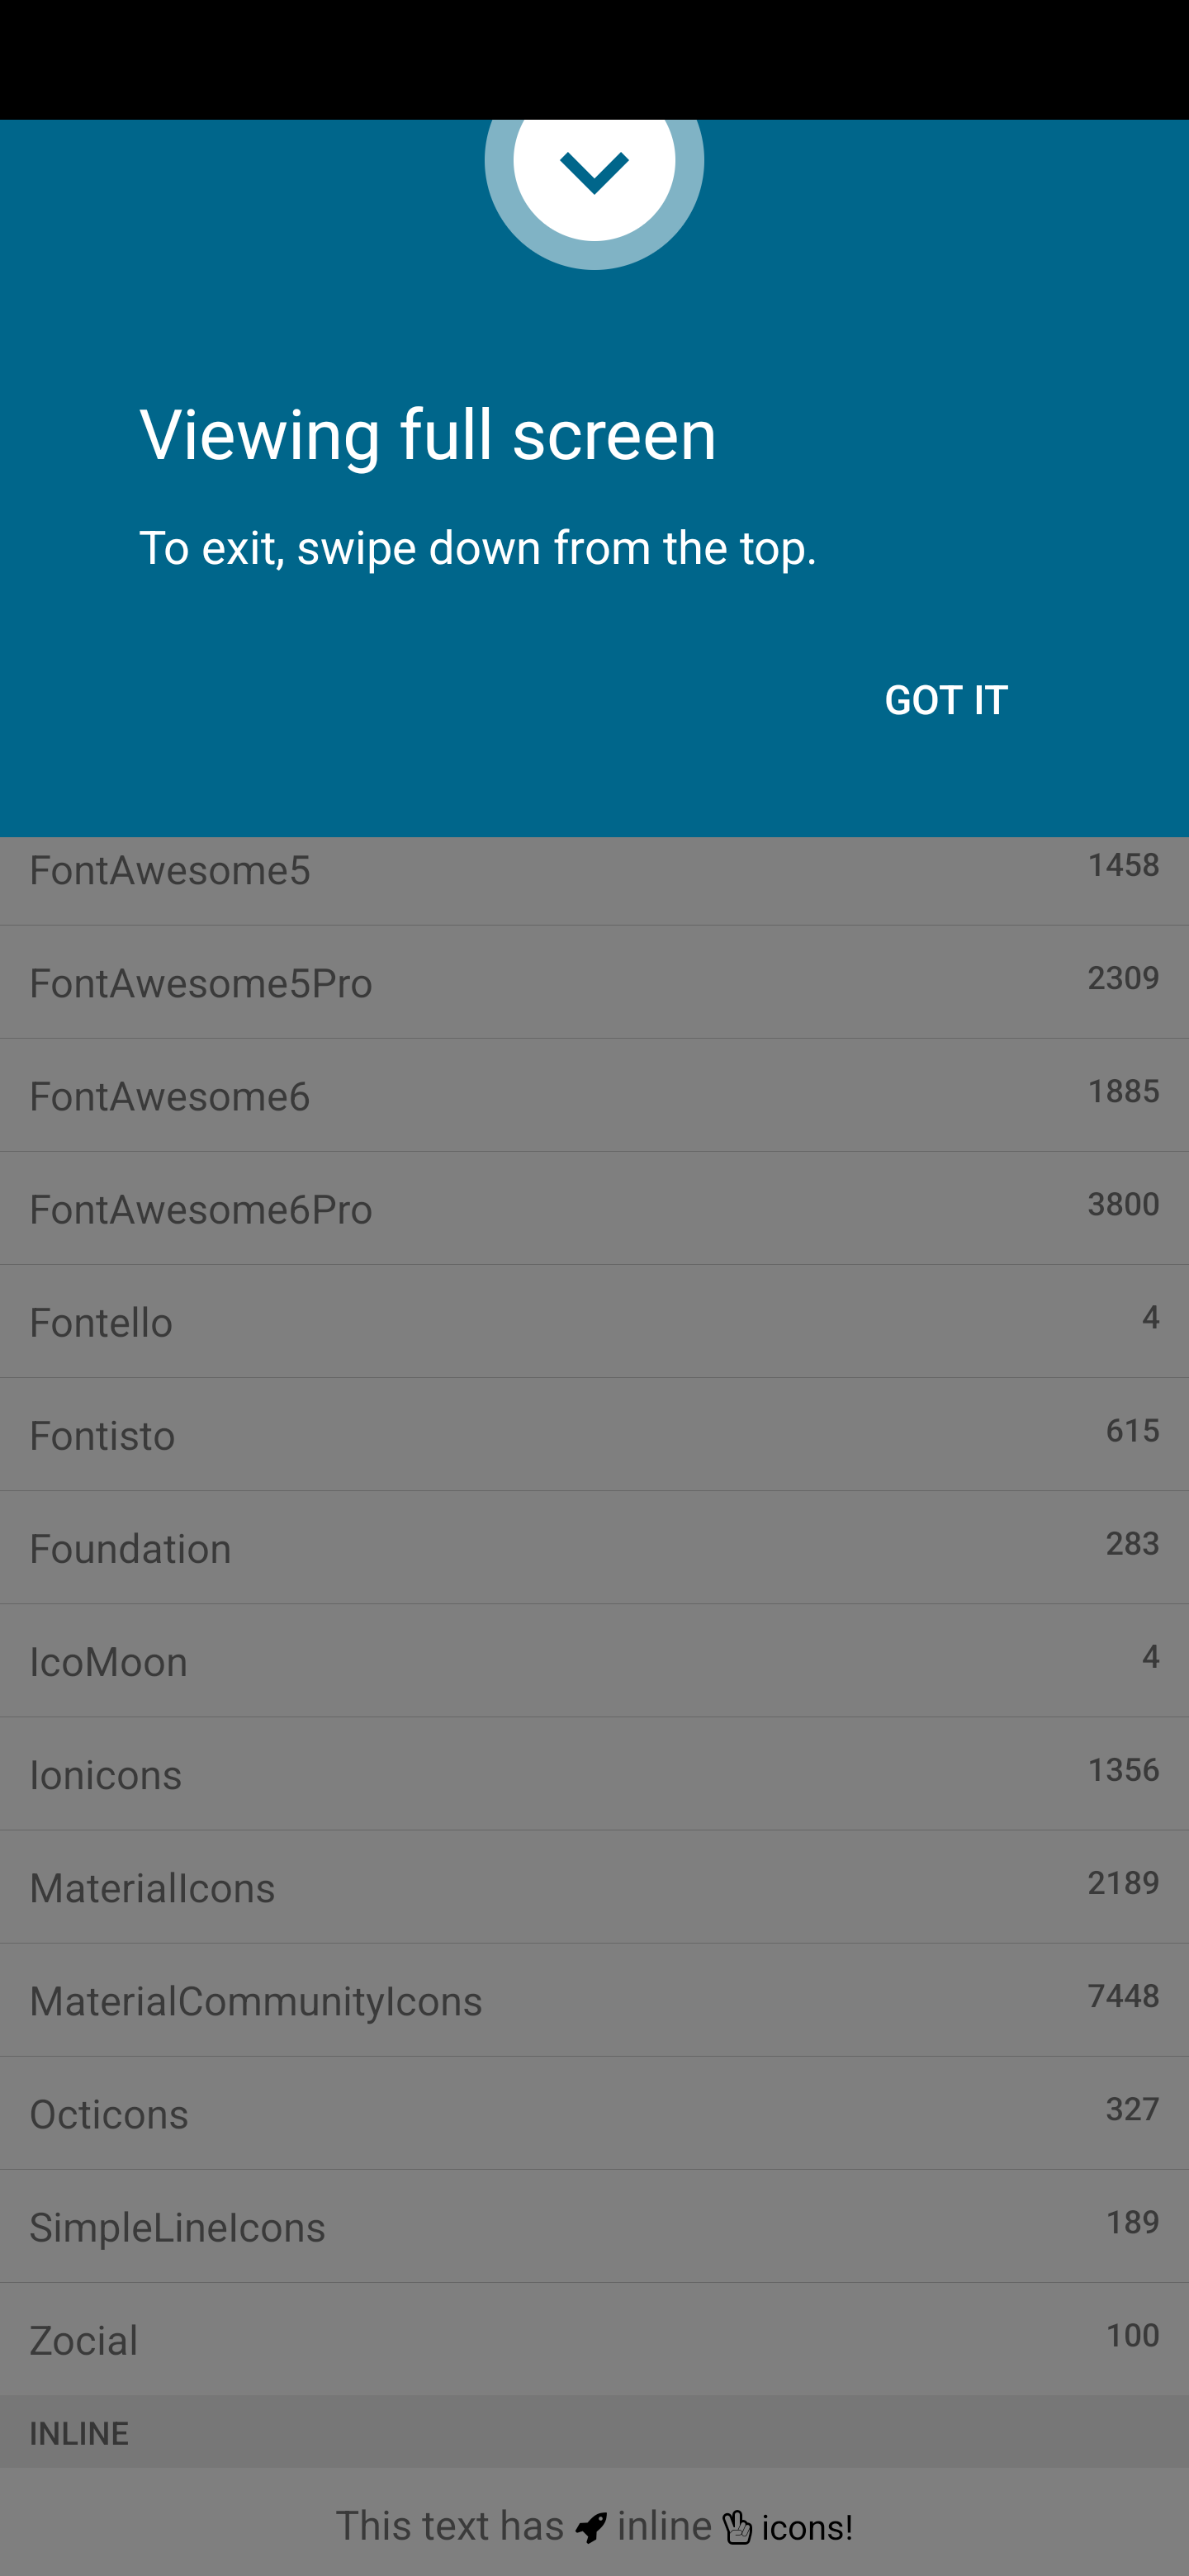 Viewing full screen
To exit, swipe down from the top.
GOT IT
FontAwesome5 1458
FontAwesome5Pro 2309
FontAwesome6 1885
FontAwesome6Pro 3800
Fontello 4
Fontisto 615
Foundation 283
IcoMoon 4
Ionicons 1356
MaterialIcons 2189
MaterialCommunityIcons 7448
Octicons 327
SimpleLineIcons 189
Zocial 100
INLINE
This text has inline icons!